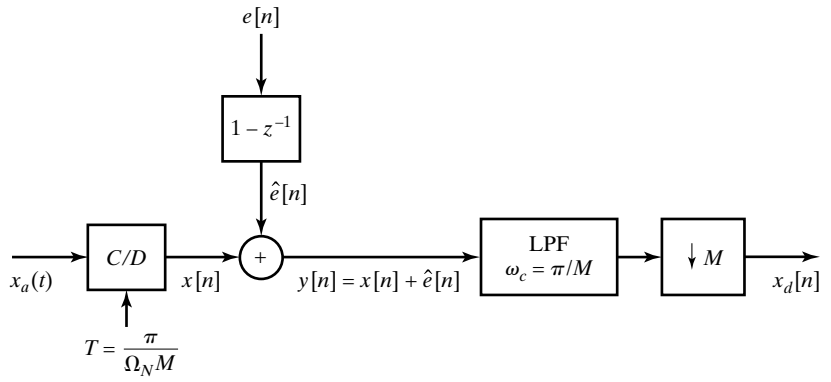 e[n]
1 − z⁻¹
ê[n]
C/D
+
LPF
ω_c = π/M
↓ M
x_a(t)
x[n]
y[n] = x[n] + ê[n]
x_d[n]
T = π / Ω_N M